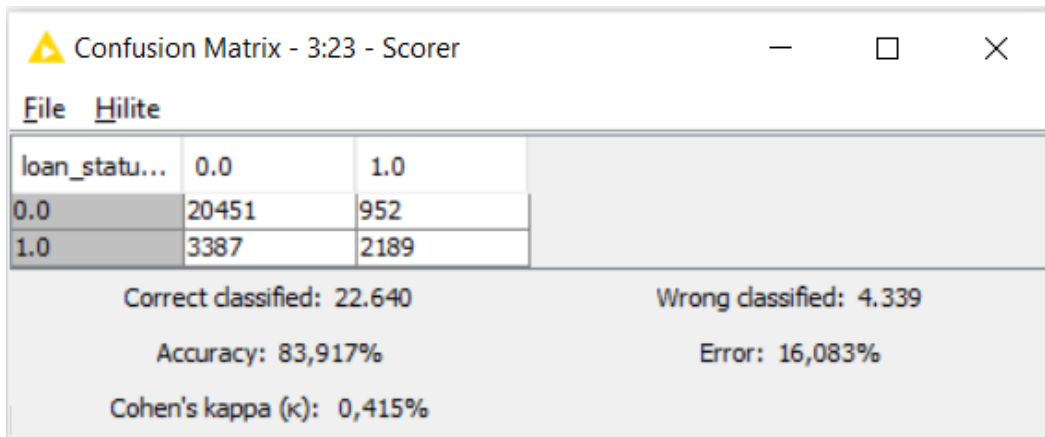 Confusion Matrix - 3:23 - Scorer
File Hilite
loan_statu... 0.0 1.0
0.0 20451 952
1.0 3387 2189
Correct classified: 22.640 Wrong classified: 4.339
Accuracy: 83,917% Error: 16,083%
Cohen's kappa (κ): 0,415%